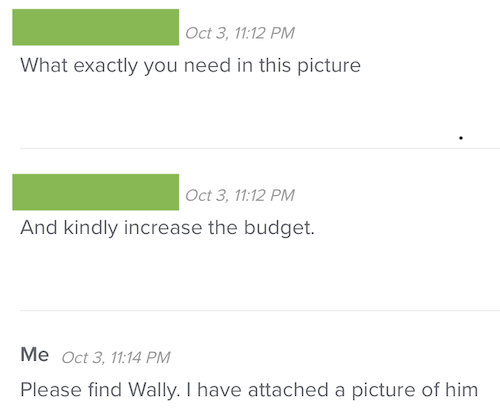 Oct 3, 11:12 PM
What exactly you need in this picture
Oct 3, 11:12 PM
And kindly increase the budget.
Me Oct 3, 11:14 PM
Please find Wally. I have attached a picture of him